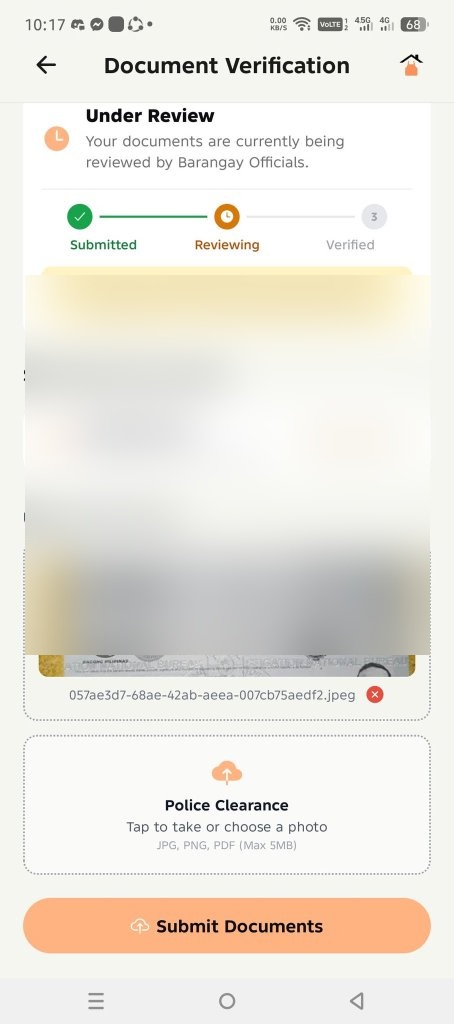 10:17
0.00 KB/S VoLTE 1 2 4.5G 4G 68
Document Verification
Under Review
Your documents are currently being
reviewed by Barangay Officials.
3
Submitted Reviewing Verified
057ae3d7-68ae-42ab-aeea-007cb75aedf2.jpeg
Police Clearance
Tap to take or choose a photo
JPG, PNG, PDF (Max 5MB)
Submit Documents